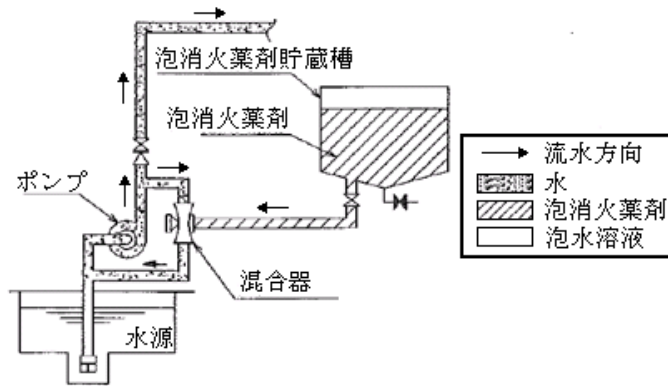 泡消火薬剤貯蔵槽
泡消火薬剤
ポンプ
混合器
水源
流水方向
水
泡消火薬剤
泡水溶液